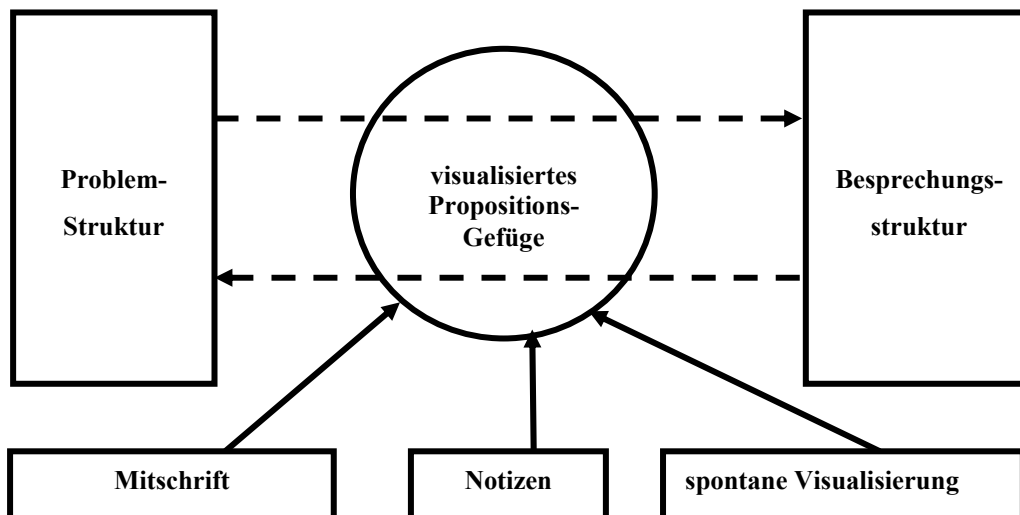 Problem-
Struktur
visualisiertes
Propositions-
Gefüge
Besprechungs-
struktur
Mitschrift
Notizen
spontane Visualisierung